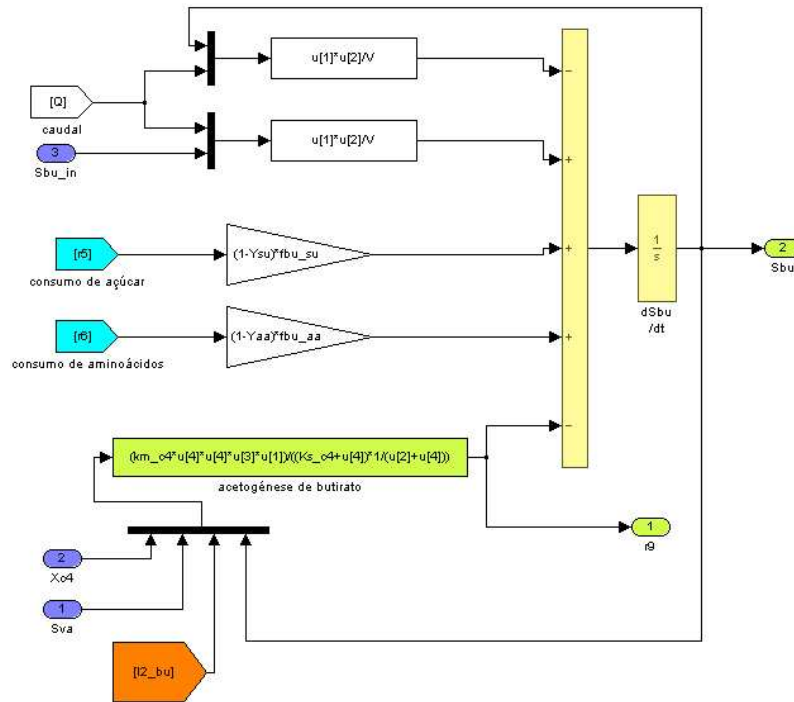 u[1]*u[2]/V
[Q]
caudal
3
Sbu_in
u[1]*u[2]/V
[r5]
consumo de açúcar
(1-Ysu)*fbu_su
[r6]
consumo de aminoácidos
(1-Yaa)*fbu_aa
−
+
+
+
−
1
s
dSbu
/dt
2
Sbu
(km_c4*u[4]*u[4]*u[3]*u[1])/((Ks_c4+u[4])*1/(u[2]+u[4]))
acetogénese de butirato
1
r9
2
Xc4
1
Sva
[I2_bu]